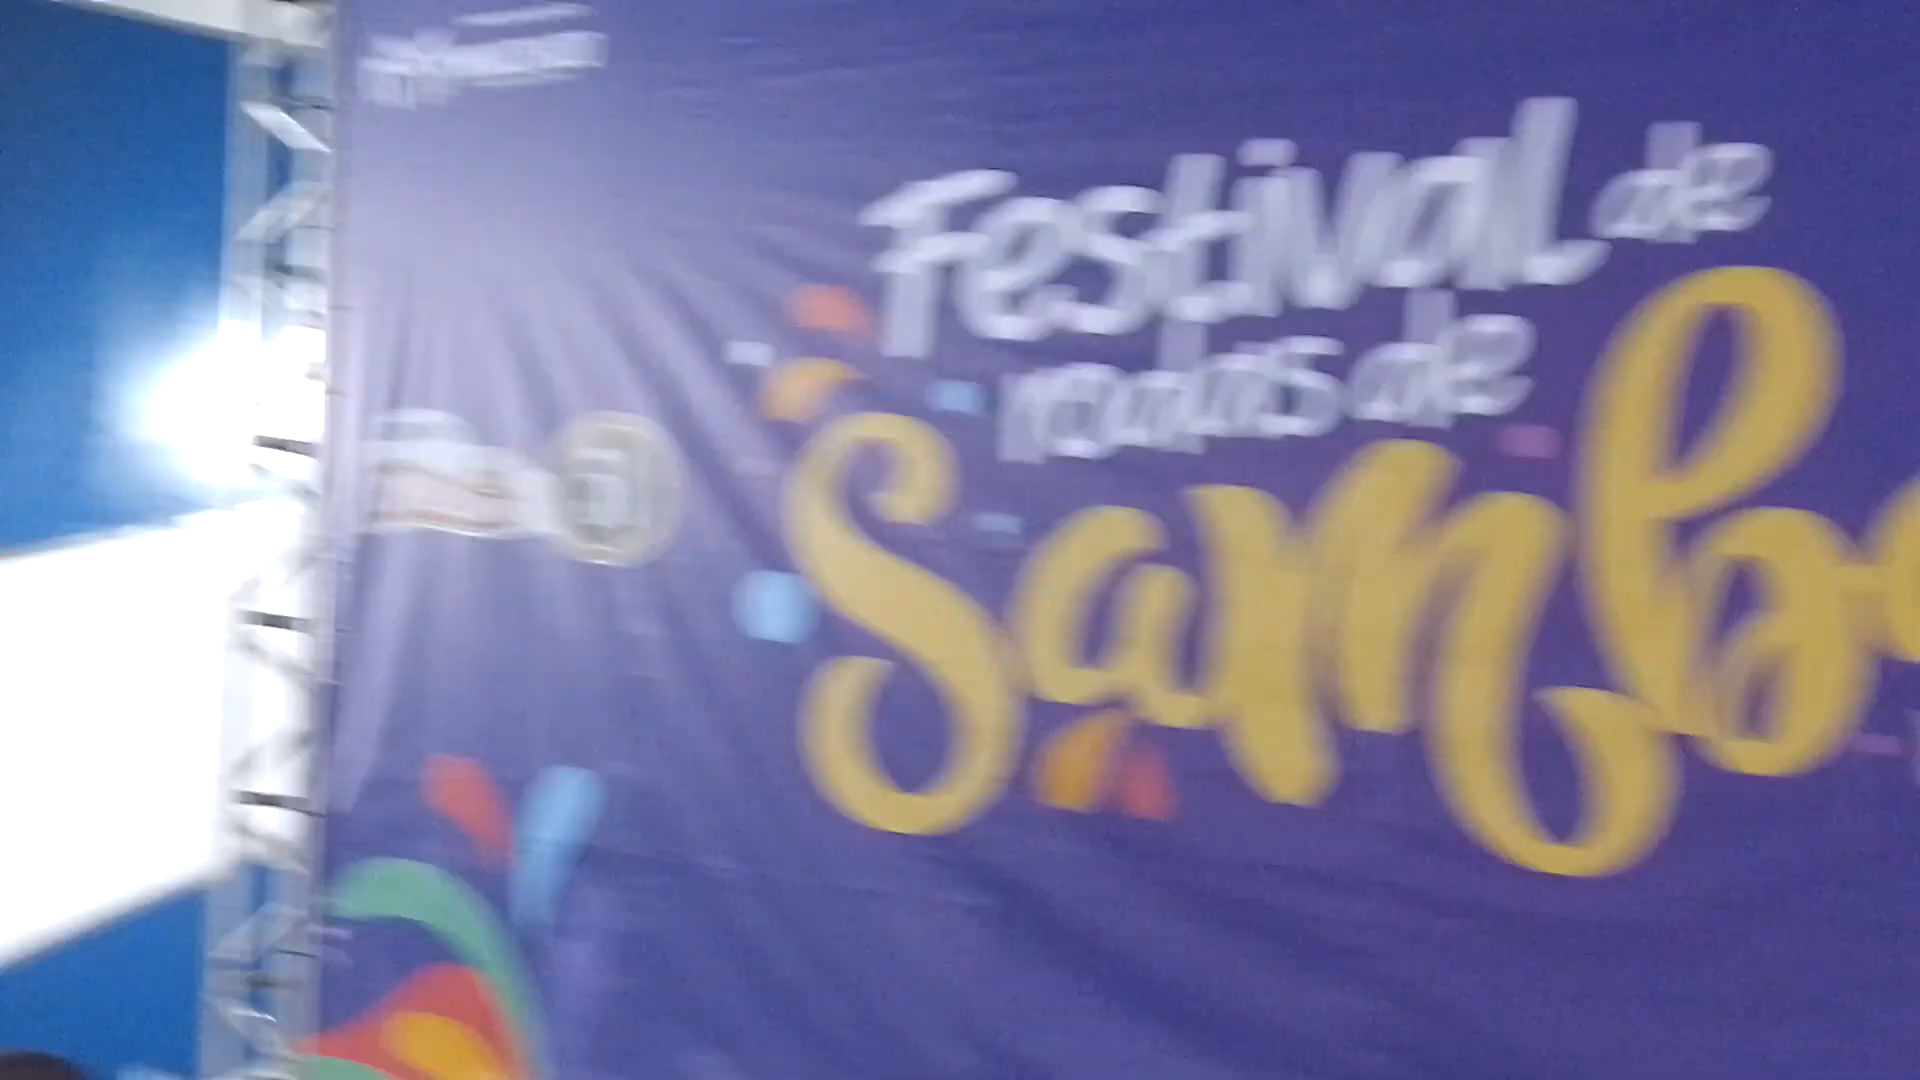 Festival de
rodas de
Samba